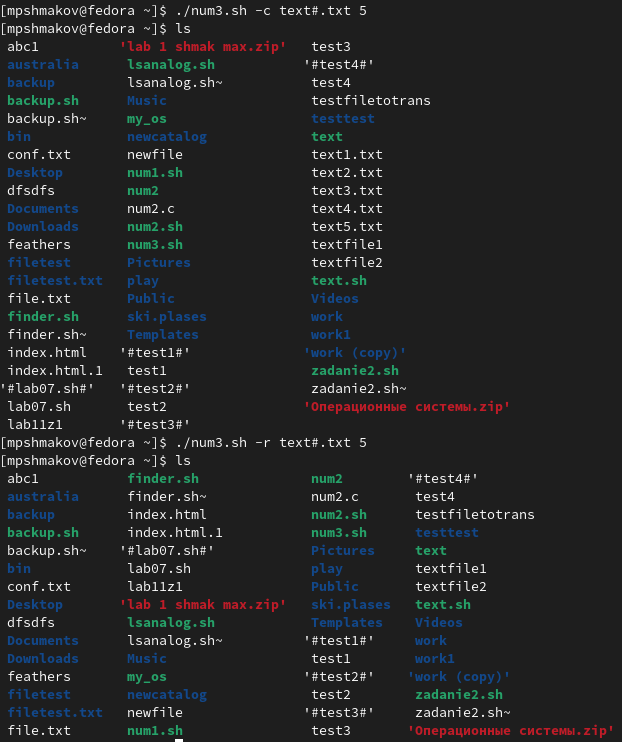 [mpshmakov@fedora ~]$ ./num3.sh -c text#.txt 5
[mpshmakov@fedora ~]$ ls
abc1 'lab 1 shmak max.zip' test3
australia lsanalog.sh '#test4#'
backup lsanalog.sh~ test4
backup.sh Music testfiletotrans
backup.sh~ my_os testtest
bin newcatalog text
conf.txt newfile text1.txt
Desktop num1.sh text2.txt
dfsdfs num2 text3.txt
Documents num2.c text4.txt
Downloads num2.sh text5.txt
feathers num3.sh textfile1
filetest Pictures textfile2
filetest.txt play text.sh
file.txt Public Videos
finder.sh ski.plases work
finder.sh~ Templates work1
index.html '#test1#' 'work (copy)'
index.html.1 test1 zadanie2.sh
'#lab07.sh#' '#test2#' zadanie2.sh~
lab07.sh test2 'Операционные системы.zip'
lab11z1 '#test3#'
[mpshmakov@fedora ~]$ ./num3.sh -r text#.txt 5
[mpshmakov@fedora ~]$ ls
abc1 finder.sh num2 '#test4#'
australia finder.sh~ num2.c test4
backup index.html num2.sh testfiletotrans
backup.sh index.html.1 num3.sh testtest
backup.sh~ '#lab07.sh#' Pictures text
bin lab07.sh play textfile1
conf.txt lab11z1 Public textfile2
Desktop 'lab 1 shmak max.zip' ski.plases text.sh
dfsdfs lsanalog.sh Templates Videos
Documents lsanalog.sh~ '#test1#' work
Downloads Music test1 work1
feathers my_os '#test2#' 'work (copy)'
filetest newcatalog test2 zadanie2.sh
filetest.txt newfile '#test3#' zadanie2.sh~
file.txt num1.sh test3 'Операционные системы.zip'